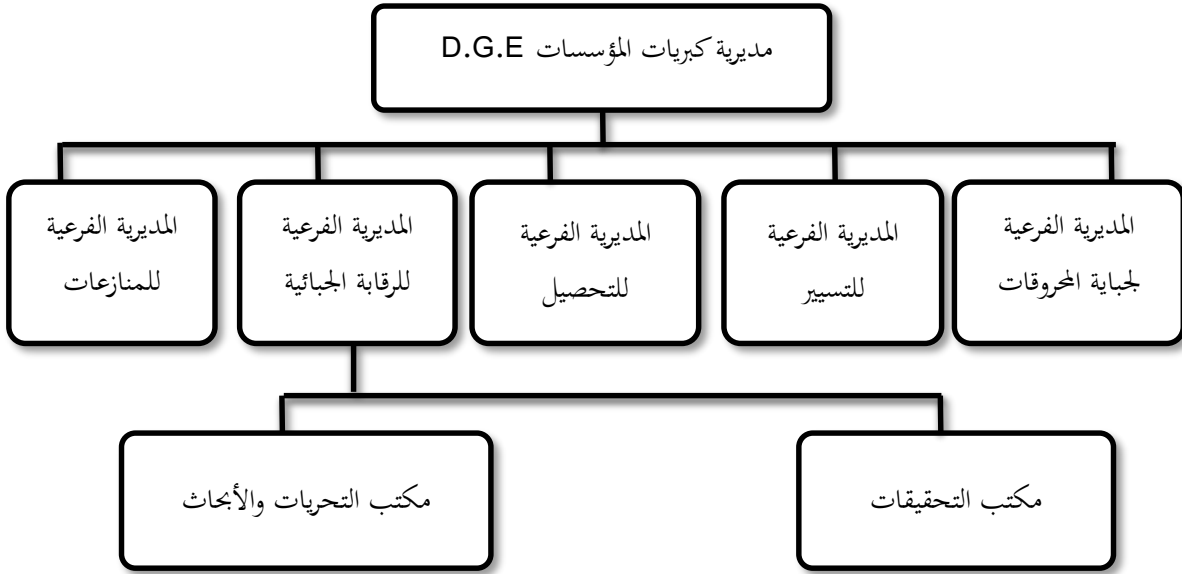 مديرية كبريات المؤسسات D.G.E
المديرية الفرعية
لجباية المحروقات
المديرية الفرعية
للتسيير
المديرية الفرعية
للتحصيل
المديرية الفرعية
للرقابة الجبائية
المديرية الفرعية
للمنازعات
مكتب التحقيقات
مكتب التحريات والأبحاث